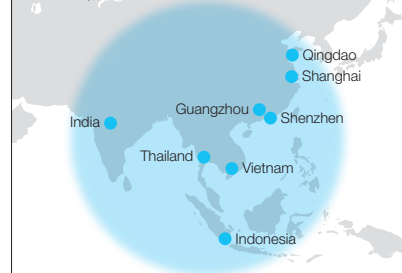 Qingdao
Shanghai
Guangzhou
Shenzhen
India
Thailand
Vietnam
Indonesia